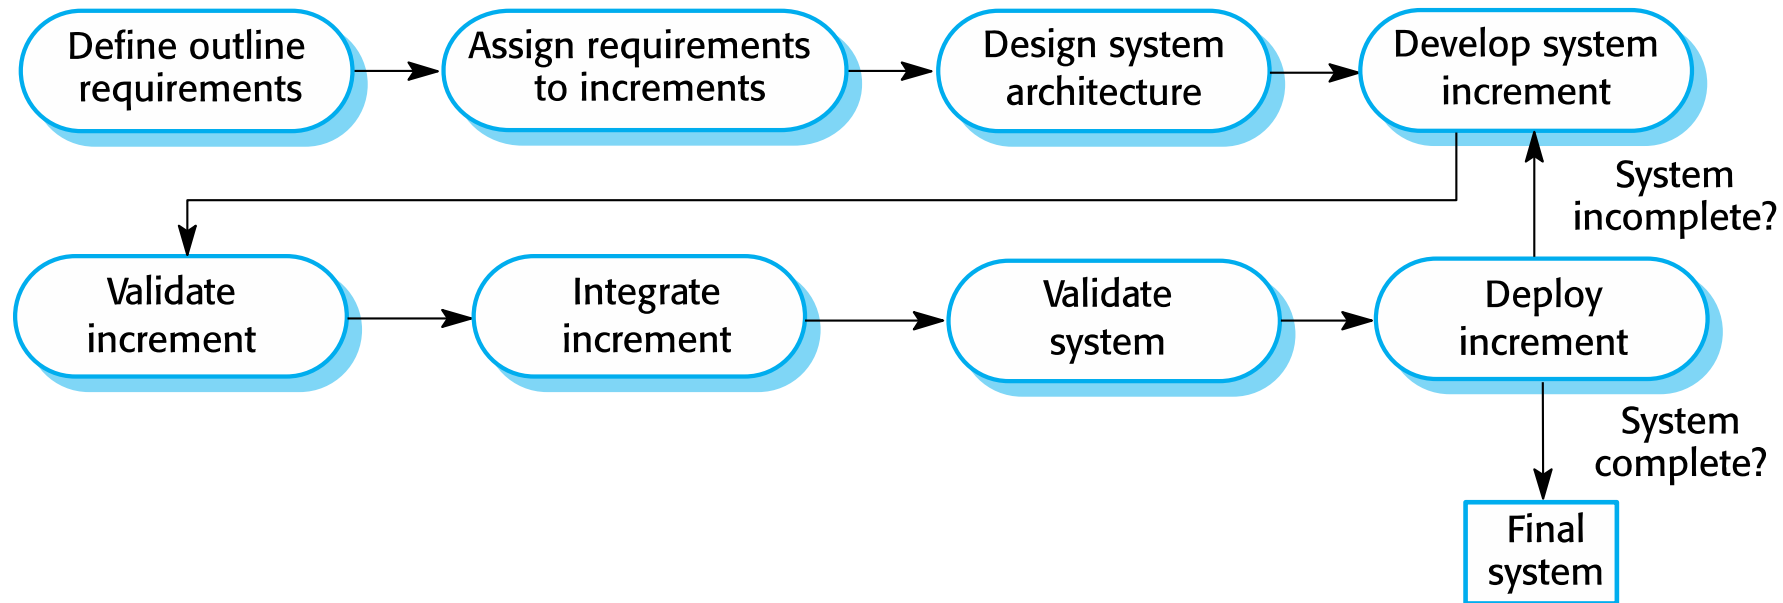 Define outline
requirements
Assign requirements
to increments
Design system
architecture
Develop system
increment
System
incomplete?
Validate
increment
Integrate
increment
Validate
system
Deploy
increment
System
complete?
Final
system